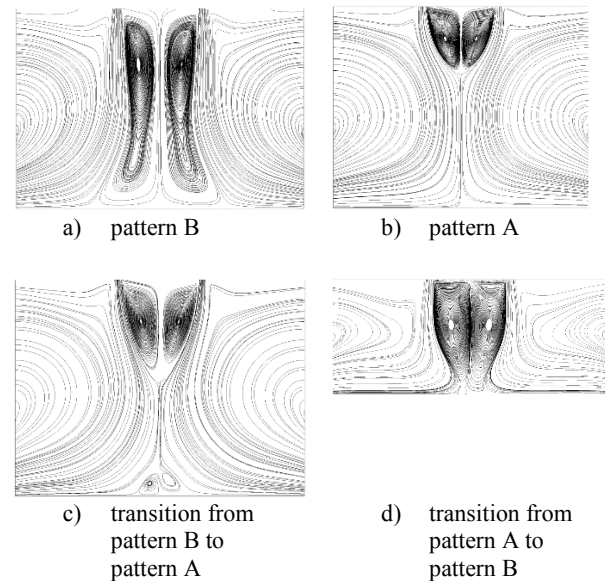 a) pattern B
b) pattern A
c) transition from
pattern B to
pattern A
d) transition from
pattern A to
pattern B